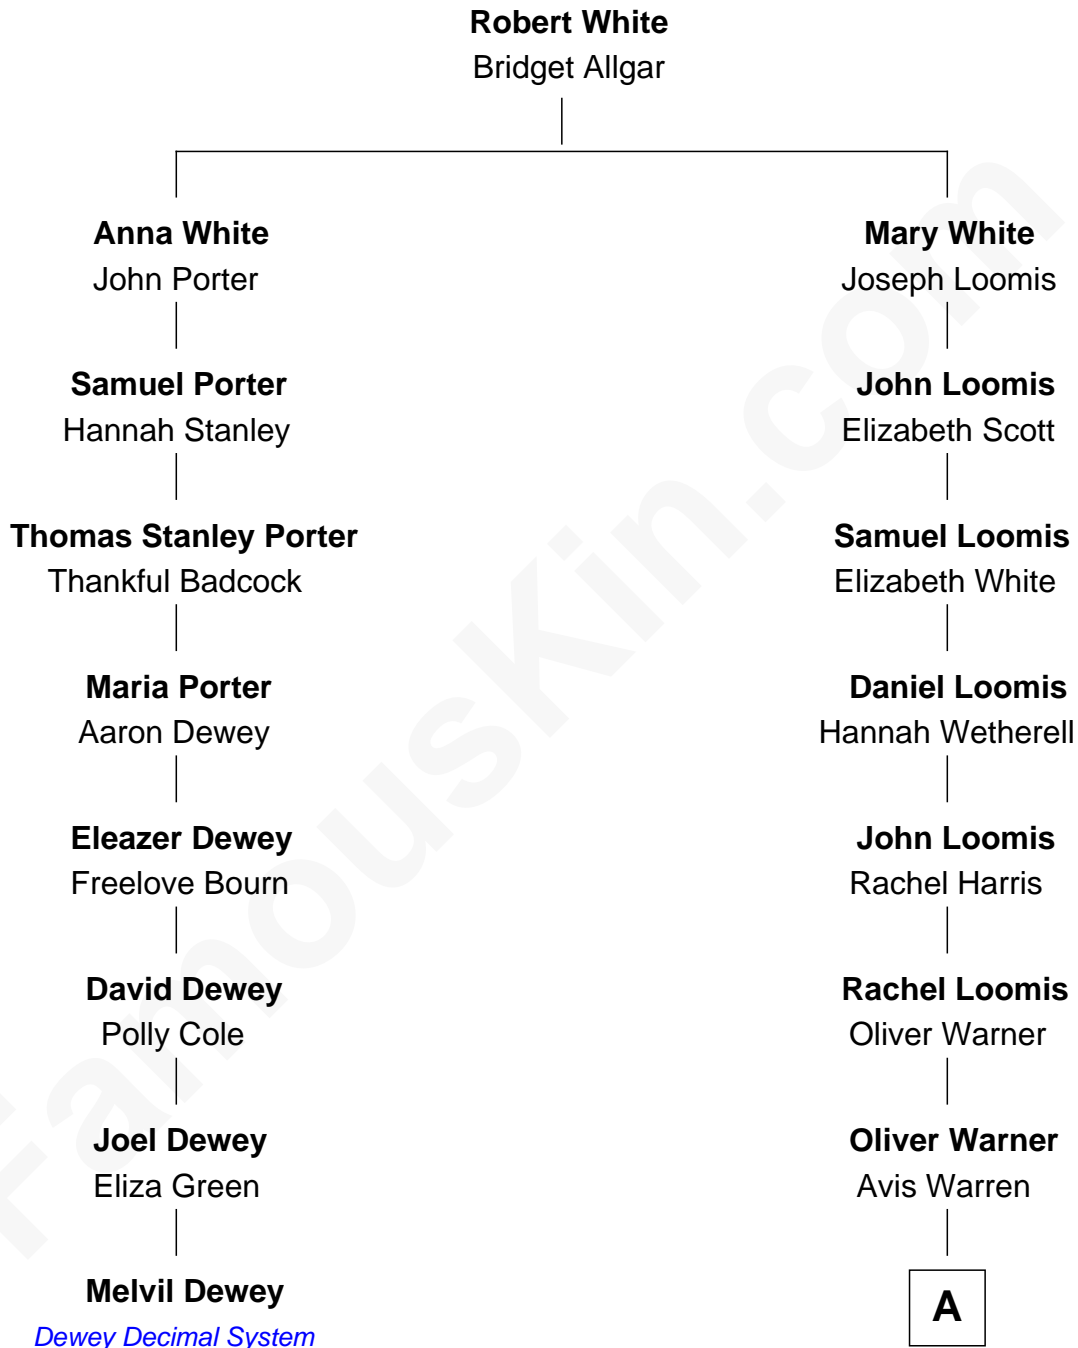 Robert White
Bridget Allgar
Anna White
John Porter
Mary White
Joseph Loomis
Samuel Porter
Hannah Stanley
John Loomis
Elizabeth Scott
Thomas Stanley Porter
Thankful Badcock
Samuel Loomis
Elizabeth White
Maria Porter
Aaron Dewey
Daniel Loomis
Hannah Wetherell
Eleazer Dewey
Freelove Bourn
John Loomis
Rachel Harris
David Dewey
Polly Cole
Rachel Loomis
Oliver Warner
Joel Dewey
Eliza Green
Oliver Warner
Avis Warren
Melvil Dewey
Dewey Decimal System
A
FamousKin.com